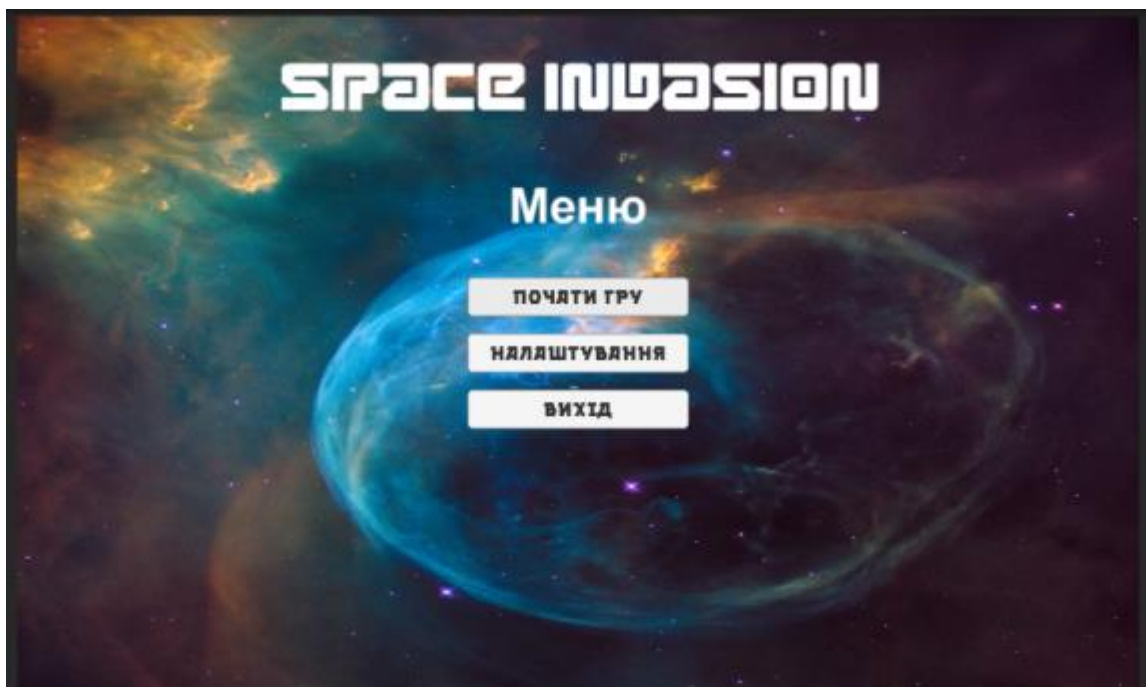 SPACE INVASION
Меню
ПОЧАТИ ГРУ
НАЛАШТУВАННЯ
ВИХІД